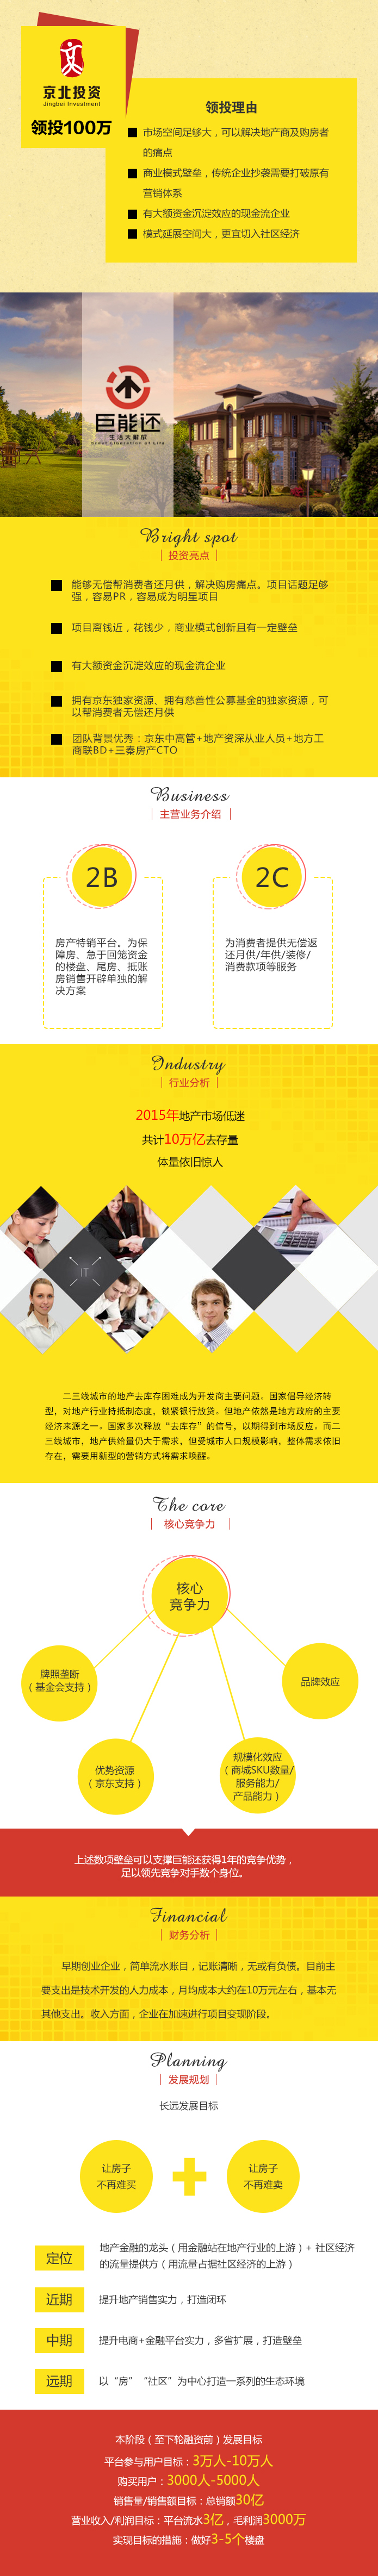 京北投资
Jingbei Investment
领投100万
领投理由
市场空间足够大，可以解决地产商及购房者
的痛点
商业模式壁垒，传统企业抄袭需要打破原有
营销体系
有大额资金沉淀效应的现金流企业
模式延展空间大，更宜切入社区经济
巨能还
生活大解放
Great Liberation of Life
Bright spot
投资亮点
能够无偿帮消费者还月供，解决购房痛点。项目话题足够
强，容易PR，容易成为明星项目
项目离钱近，花钱少，商业模式创新且有一定壁垒
有大额资金沉淀效应的现金流企业
拥有京东独家资源、拥有慈善性公募基金的独家资源，可
以帮消费者无偿还月供
团队背景优秀：京东中高管+地产资深从业人员+地方工
商联BD+三秦房产CTO
Business
主营业务介绍
2B
房产特销平台。为保
障房、急于回笼资金
的楼盘、尾房、抵账
房销售开辟单独的解
决方案
2C
为消费者提供无偿返
还月供/年供/装修/
消费款项等服务
Industry
行业分析
2015年地产市场低迷
共计10万亿去存量
体量依旧惊人
IT
二三线城市的地产去库存困难成为开发商主要问题。国家倡导经济转
型，对地产行业持抵制态度，锁紧银行放贷。但地产依然是地方政府的主要
经济来源之一。国家多次释放“去库存”的信号，以期得到市场反应。而二
三线城市，地产供给量仍大于需求，但受城市人口规模影响，整体需求依旧
存在，需要用新型的营销方式将需求唤醒。
The core
核心竞争力
核心
竞争力
牌照垄断
（基金会支持）
品牌效应
优势资源
（京东支持）
规模化效应
（商城SKU数量/
服务能力/
产品能力）
上述数项壁垒可以支撑巨能还获得1年的竞争优势，
足以领先竞争对手数个身位。
Financial
财务分析
早期创业企业，简单流水账目，记账清晰，无或有负债。目前主
要支出是技术开发的人力成本，月均成本大约在10万元左右，基本无
其他支出。收入方面，企业在加速进行项目变现阶段。
Planning
发展规划
长远发展目标
让房子
不再难买
让房子
不再难卖
定位
地产金融的龙头（用金融站在地产行业的上游）+ 社区经济
的流量提供方（用流量占据社区经济的上游）
近期
提升地产销售实力，打造闭环
中期
提升电商+金融平台实力，多省扩展，打造壁垒
远期
以“房”“社区”为中心打造一系列的生态环境
本阶段（至下轮融资前）发展目标
平台参与用户目标：3万人-10万人
购买用户：3000人-5000人
销售量/销售额目标：总销额30亿
营业收入/利润目标：平台流水3亿，毛利润3000万
实现目标的措施：做好3-5个楼盘